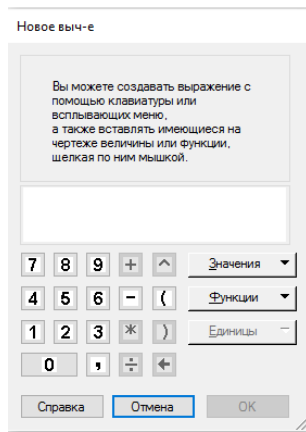 Новое выч-е
Вы можете создавать выражение с
помощью клавиатуры или
всплывающих меню,
а также вставлять имеющиеся на
чертеже величины или функции,
щелкая по ним мышкой.
7 8 9 + ^ Значения
4 5 6 - ( Функции
1 2 3 * ) Единицы
0 , ÷ ←
Справка Отмена OK